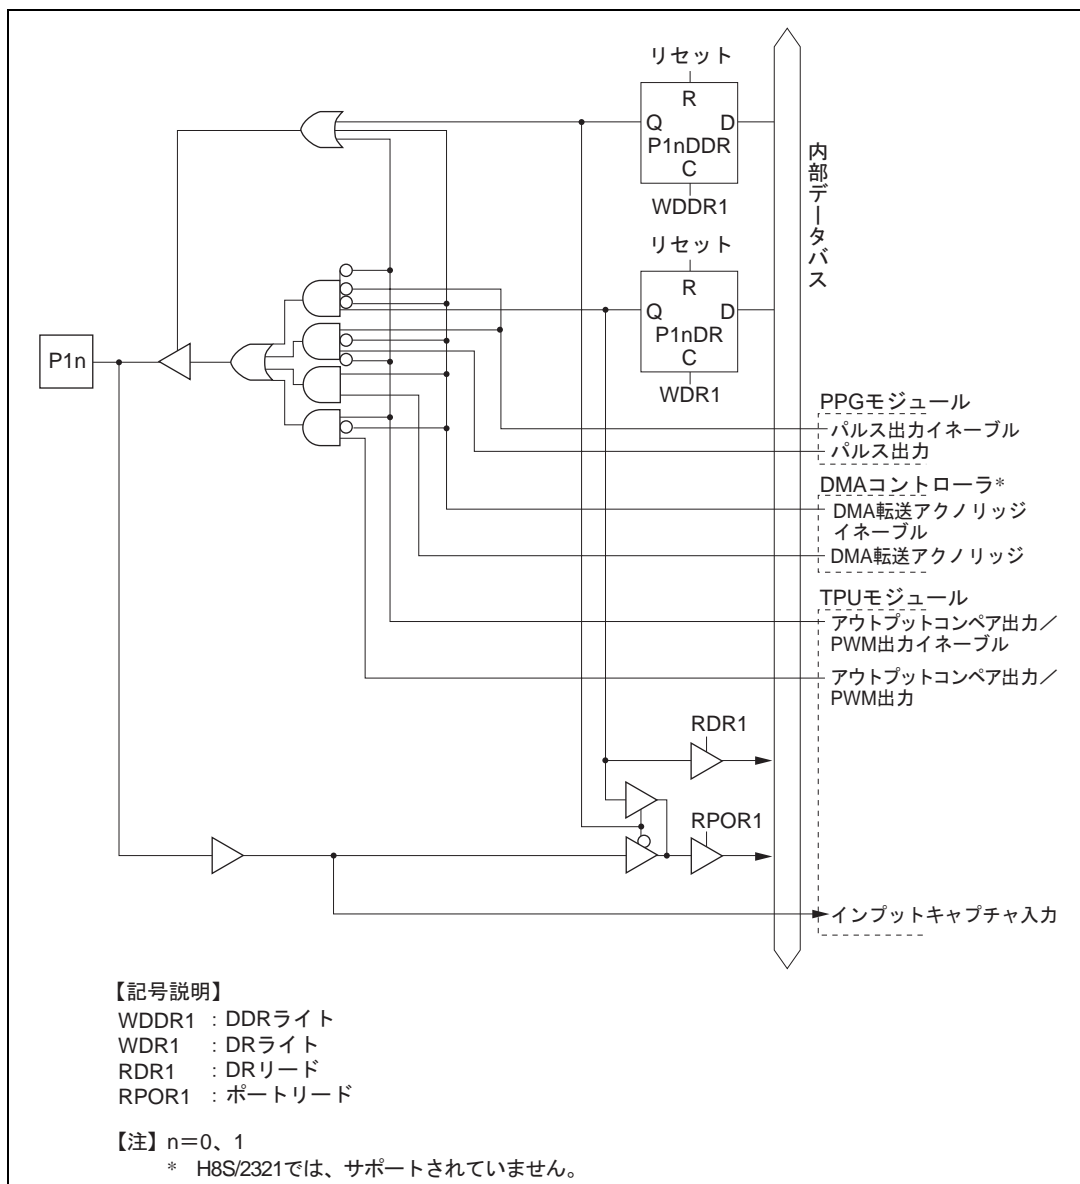 リセット
R
Q D
P1nDDR
C
WDDR1
内部データバス
リセット
R
Q D
P1nDR
C
WDR1
P1n
PPGモジュール
パルス出力イネーブル
パルス出力
DMAコントローラ*
DMA転送アクノリッジ
イネーブル
DMA転送アクノリッジ
TPUモジュール
アウトプットコンペア出力／
PWM出力イネーブル
アウトプットコンペア出力／
PWM出力
RDR1
RPOR1
インプットキャプチャ入力
【記号説明】
WDDR1 : DDRライト
WDR1 : DRライト
RDR1 : DRリード
RPOR1 : ポートリード
【注】 n＝0、1
* H8S/2321では、サポートされていません。